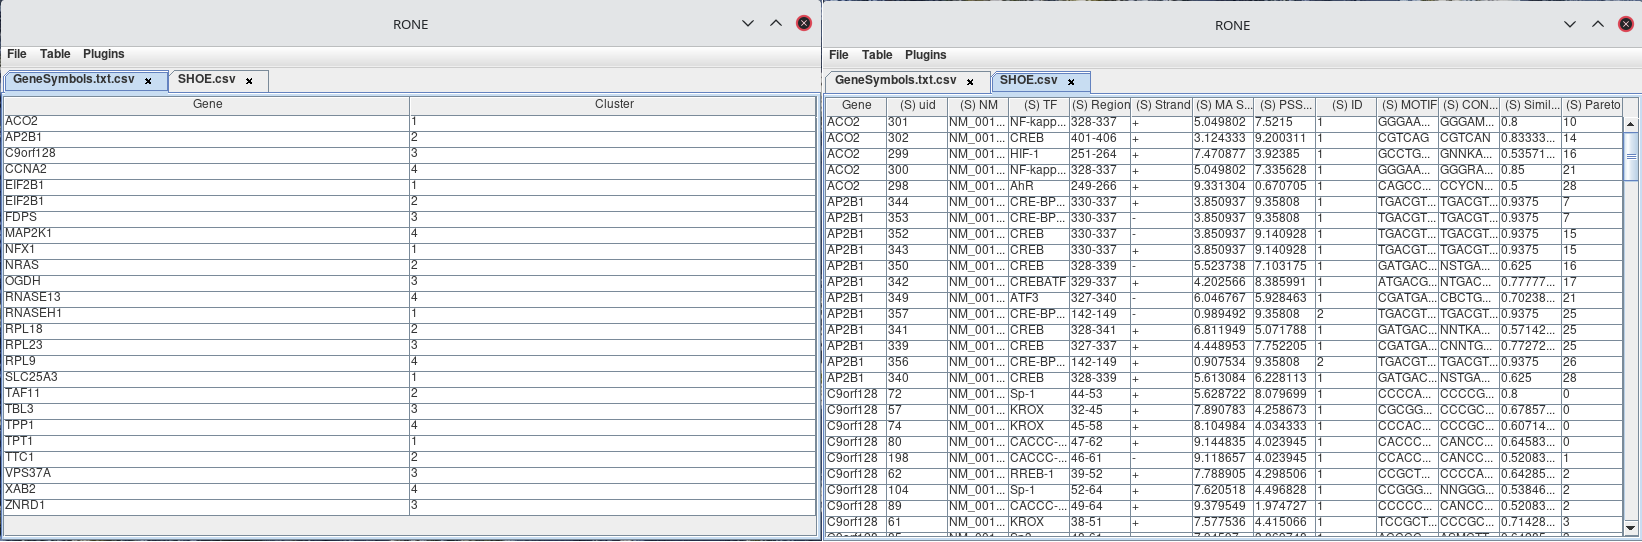 RONE
File Table Plugins
GeneSymbols.txt.csv SHOE.csv
Gene Cluster
ACO2 1
AP2B1 2
C9orf128 3
CCNA2 4
EIF2B1 1
EIF2B1 2
FDPS 3
MAP2K1 4
NFX1 1
NRAS 2
OGDH 3
RNASE13 4
RNASEH1 1
RPL18 2
RPL23 3
RPL9 4
SLC25A3 1
TAF11 2
TBL3 3
TPP1 4
TPT1 1
TTC1 2
VPS37A 3
XAB2 4
ZNRD1 3
RONE
File Table Plugins
GeneSymbols.txt.csv SHOE.csv
Gene (S) uid (S) NM (S) TF (S) Region (S) Strand (S) MA S... (S) PSS... (S) ID (S) MOTIF (S) CON... (S) Simil... (S) Pareto
ACO2 301 NM_001... NF-kapp... 328-337 + 5.049802 7.5215 1 GGGAA... GGGAM... 0.8 10
ACO2 302 NM_001... CREB 401-406 + 3.124333 9.200311 1 CGTCAG CGTCAN 0.83333... 14
ACO2 299 NM_001... HIF-1 251-264 + 7.470877 3.92385 1 GCCTG... GNNKA... 0.53571... 16
ACO2 300 NM_001... NF-kapp... 328-337 + 5.049802 7.335628 1 GGGAA... GGGRA... 0.85 21
ACO2 298 NM_001... AhR 249-266 + 9.331304 0.670705 1 CAGCC... CCYCN... 0.5 28
AP2B1 344 NM_001... CRE-BP... 330-337 + 3.850937 9.35808 1 TGACGT... TGACGT... 0.9375 7
AP2B1 353 NM_001... CRE-BP... 330-337 - 3.850937 9.35808 1 TGACGT... TGACGT... 0.9375 7
AP2B1 352 NM_001... CREB 330-337 - 3.850937 9.140928 1 TGACGT... TGACGT... 0.9375 15
AP2B1 343 NM_001... CREB 330-337 + 3.850937 9.140928 1 TGACGT... TGACGT... 0.9375 15
AP2B1 350 NM_001... CREB 328-339 - 5.523738 7.103175 1 GATGAC... NSTGA... 0.625 16
AP2B1 342 NM_001... CREBATF 329-337 + 4.202566 8.385991 1 ATGACG... NTGAC... 0.77777... 17
AP2B1 349 NM_001... ATF3 327-340 - 6.046767 5.928463 1 CGATGA... CBCTG... 0.70238... 21
AP2B1 357 NM_001... CRE-BP... 142-149 - 0.989492 9.35808 2 TGACGT... TGACGT... 0.9375 25
AP2B1 341 NM_001... CREB 328-341 + 6.811949 5.071788 1 GATGAC... NNTKA... 0.57142... 25
AP2B1 339 NM_001... CREB 327-337 + 4.448953 7.752205 1 CGATGA... CNNTG... 0.77272... 25
AP2B1 356 NM_001... CRE-BP... 142-149 + 0.907534 9.35808 2 TGACGT... TGACGT... 0.9375 26
AP2B1 340 NM_001... CREB 328-339 + 5.613084 6.228113 1 GATGAC... NSTGA... 0.625 28
C9orf128 72 NM_001... Sp-1 44-53 + 5.628722 8.079699 1 CCCCA... CCCCG... 0.8 0
C9orf128 57 NM_001... KROX 32-45 + 7.890783 4.258673 1 CGCGG... CCCGC... 0.67857... 0
C9orf128 74 NM_001... KROX 45-58 + 8.104984 4.034333 1 CCCAC... CCCGC... 0.60714... 0
C9orf128 80 NM_001... CACCC-... 47-62 + 9.144835 4.023945 1 CACCC... CANCC... 0.64583... 0
C9orf128 198 NM_001... CACCC-... 46-61 - 9.118657 4.023945 1 CCACC... CANCC... 0.52083... 1
C9orf128 62 NM_001... RREB-1 39-52 + 7.788905 4.298506 1 CCGCT... CCCCA... 0.64285... 2
C9orf128 104 NM_001... Sp-1 52-64 + 7.620518 4.496828 1 CCGGG... NNGGG... 0.53846... 2
C9orf128 89 NM_001... CACCC-... 49-64 + 9.379549 1.974727 1 CCCCC... CANCC... 0.52083... 2
C9orf128 61 NM_001... KROX 38-51 + 7.577536 4.415066 1 TCCGCT... CCCGC... 0.71428... 3